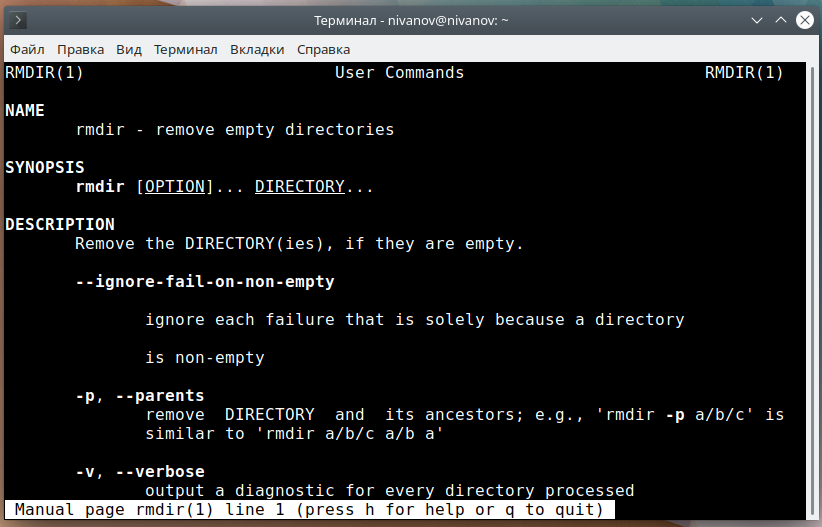 Терминал - nivanov@nivanov: ~
Файл Правка Вид Терминал Вкладки Справка
RMDIR(1) User Commands RMDIR(1)
NAME
rmdir - remove empty directories
SYNOPSIS
rmdir [OPTION]... DIRECTORY...
DESCRIPTION
Remove the DIRECTORY(ies), if they are empty.
--ignore-fail-on-non-empty
ignore each failure that is solely because a directory
is non-empty
-p, --parents
remove DIRECTORY and its ancestors; e.g., 'rmdir -p a/b/c' is
similar to 'rmdir a/b/c a/b a'
-v, --verbose
output a diagnostic for every directory processed
Manual page rmdir(1) line 1 (press h for help or q to quit)